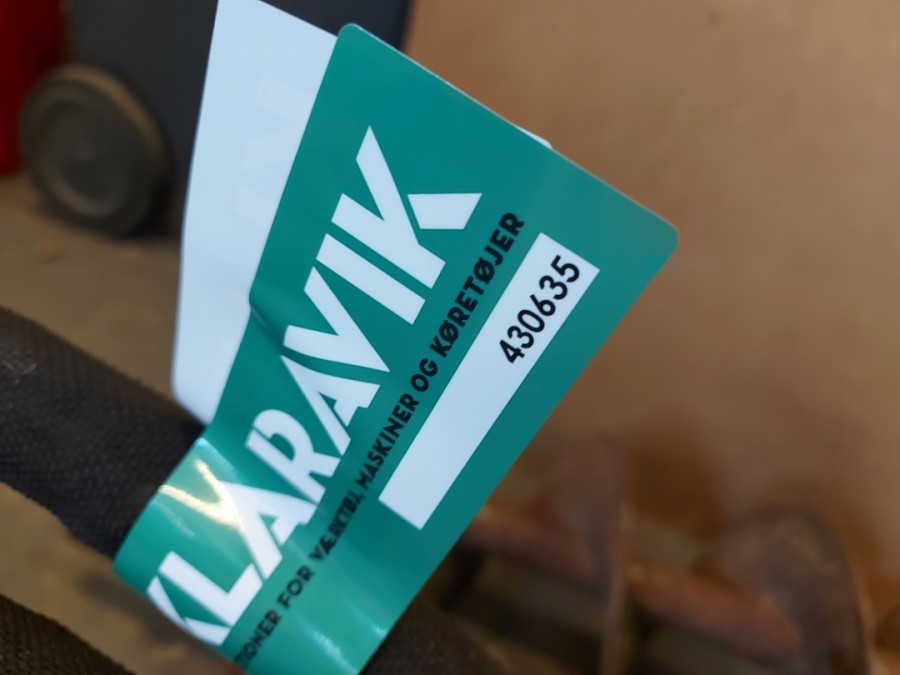 KLARAVIK
TIONER FOR VÆRKTØJ, MASKINER OG KØRETØJER
430635